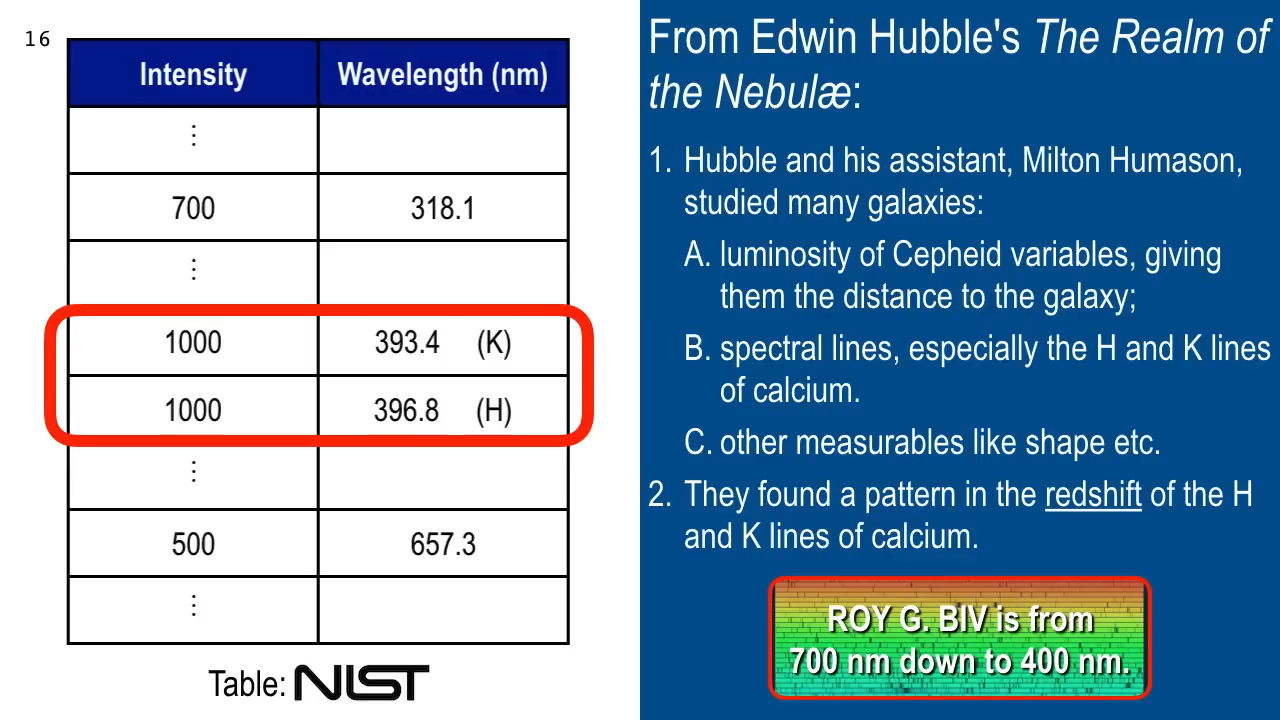 16
Intensity Wavelength (nm)
⋮
700 318.1
⋮
1000 393.4 (K)
1000 396.8 (H)
⋮
500 657.3
⋮
Table: NIST
From Edwin Hubble's The Realm of
the Nebulæ:
1. Hubble and his assistant, Milton Humason,
studied many galaxies:
A. luminosity of Cepheid variables, giving
them the distance to the galaxy;
B. spectral lines, especially the H and K lines
of calcium.
C. other measurables like shape etc.
2. They found a pattern in the redshift of the H
and K lines of calcium.
ROY G. BIV is from
700 nm down to 400 nm.